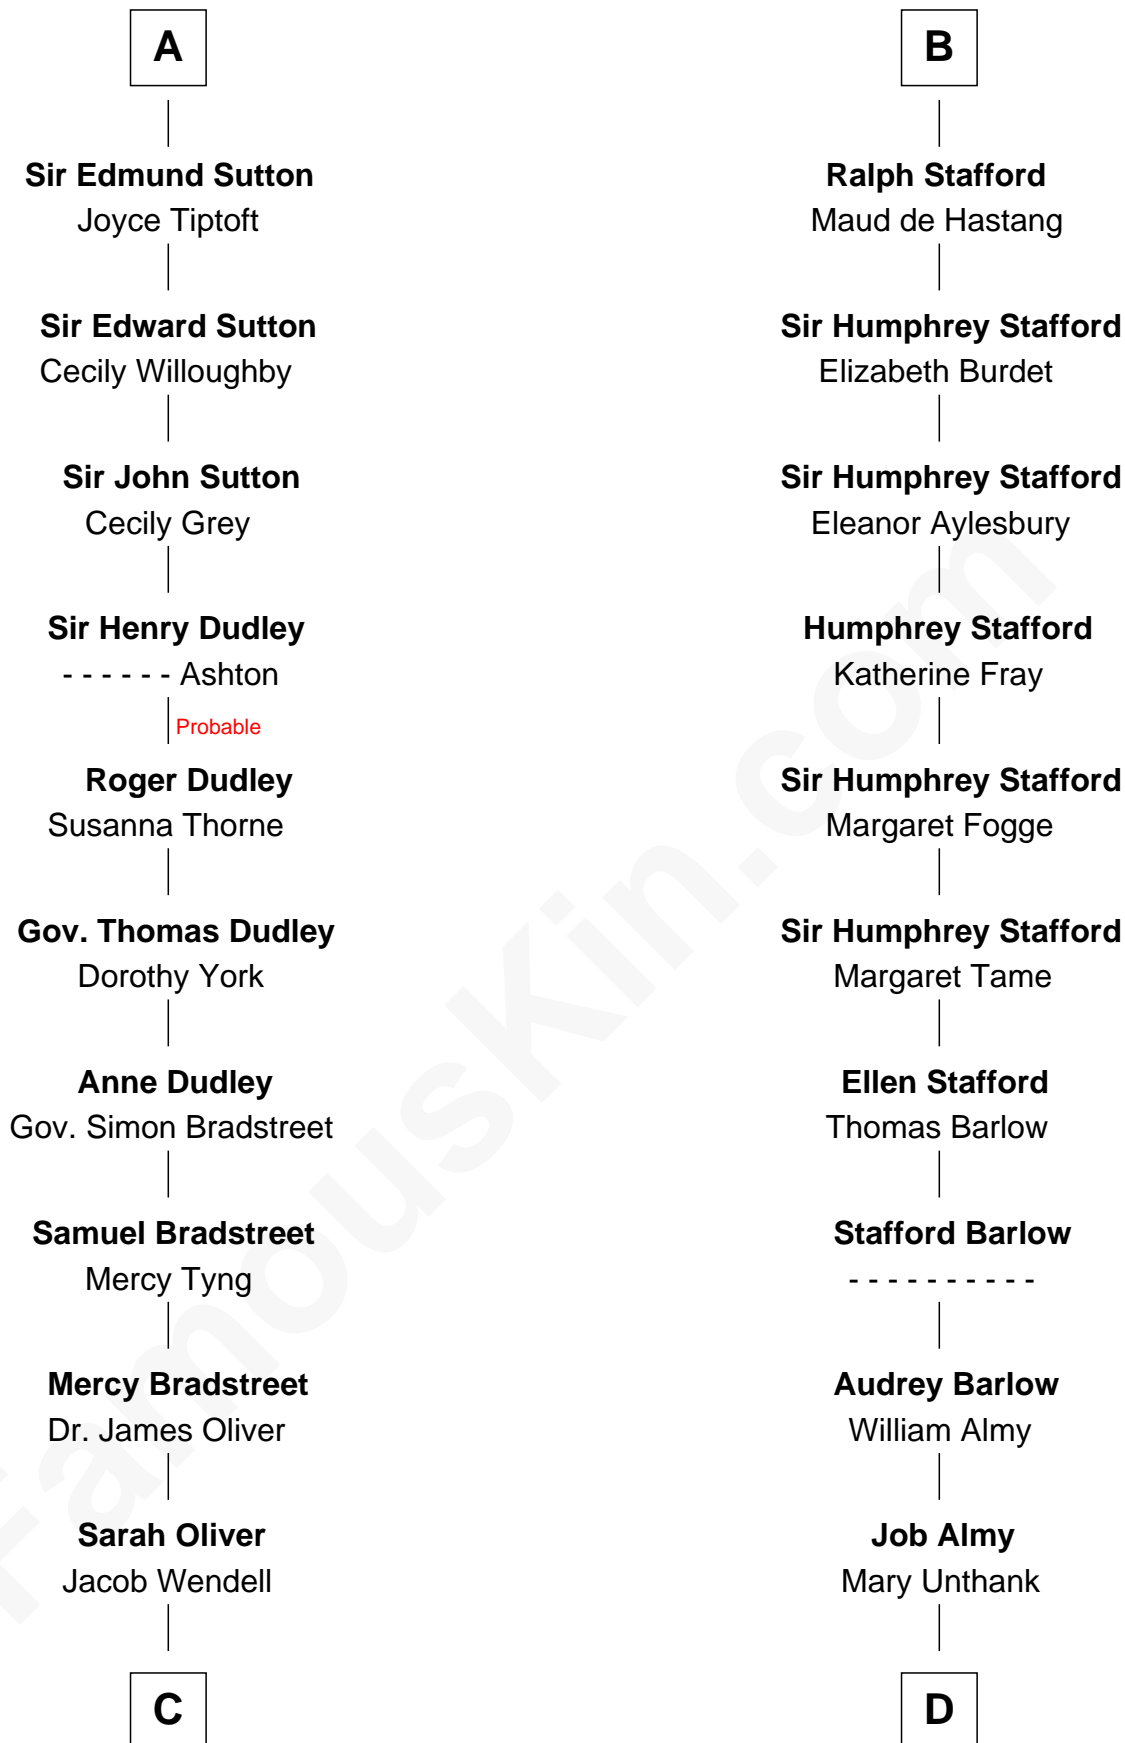 A
Sir Edmund Sutton
Joyce Tiptoft
Sir Edward Sutton
Cecily Willoughby
Sir John Sutton
Cecily Grey
Sir Henry Dudley
- - - - - - Ashton
Probable
Roger Dudley
Susanna Thorne
Gov. Thomas Dudley
Dorothy York
Anne Dudley
Gov. Simon Bradstreet
Samuel Bradstreet
Mercy Tyng
Mercy Bradstreet
Dr. James Oliver
Sarah Oliver
Jacob Wendell
C
B
Ralph Stafford
Maud de Hastang
Sir Humphrey Stafford
Elizabeth Burdet
Sir Humphrey Stafford
Eleanor Aylesbury
Humphrey Stafford
Katherine Fray
Sir Humphrey Stafford
Margaret Fogge
Sir Humphrey Stafford
Margaret Tame
Ellen Stafford
Thomas Barlow
Stafford Barlow
- - - - - - - - - -
Audrey Barlow
William Almy
Job Almy
Mary Unthank
D
FamousKin.com